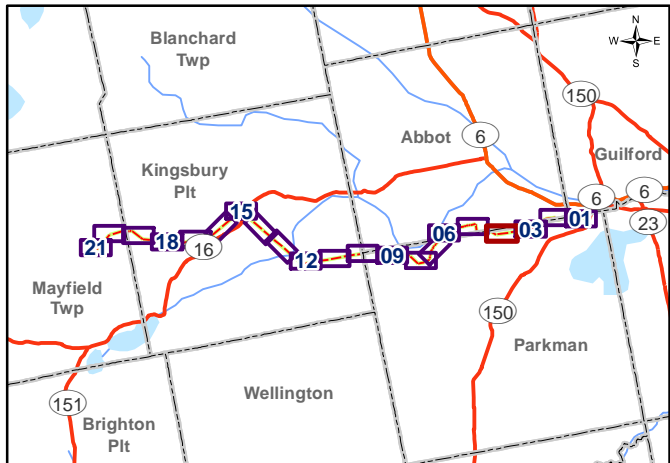 Blanchard
Twp
N
W E
S
150
Abbot
6
Guilford
Kingsbury
Plt
6
6
15
01
23
21
18
16
06
03
12
09
Mayfield
Twp
150
Parkman
Wellington
151
Brighton
Plt